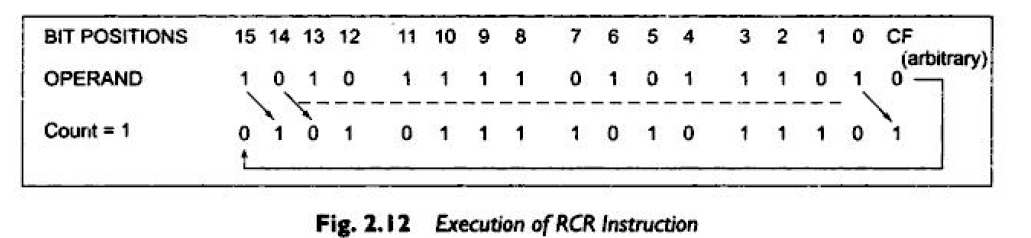 BIT POSITIONS 15 14 13 12 11 10 9 8 7 6 5 4 3 2 1 0 CF
(arbitrary)
OPERAND 1 0 1 0 1 1 1 1 0 1 0 1 1 1 0 1 0
Count = 1 0 1 0 1 0 1 1 1 1 0 1 0 1 1 1 0 1
Fig. 2.12 Execution of RCR Instruction